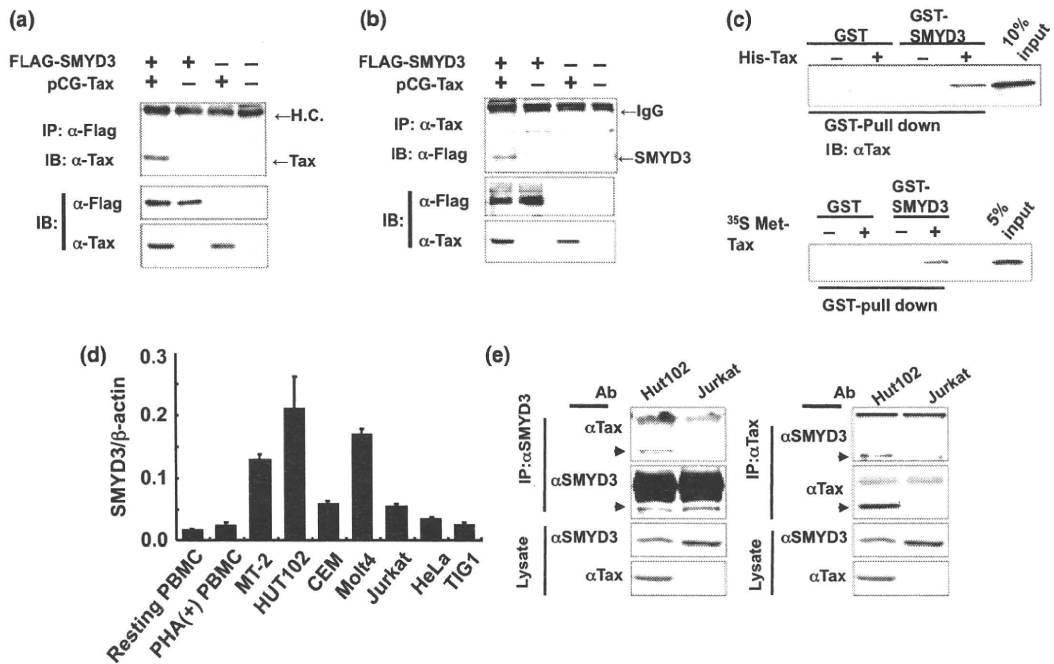 (a)
FLAG-SMYD3 + + – –
pCG-Tax + – + –
←H.C.
IP: α-Flag
IB: α-Tax ←Tax
α-Flag
IB:
α-Tax
(b)
FLAG-SMYD3 + + – –
pCG-Tax + – + –
←IgG
IP: α-Tax
IB: α-Flag ←SMYD3
α-Flag
IB:
α-Tax
(c)
GST GST-SMYD3 10% input
His-Tax – + – +
GST-Pull down
IB: αTax
GST GST-SMYD3 5% input
35S Met-Tax – + – +
GST-pull down
(d)
SMYD3/β-actin
0.3
0.2
0.1
0.0
Resting PBMC
PHA(+) PBMC
MT-2
HUT102
CEM
Molt4
Jurkat
HeLa
TIG1
(e)
Ab Hut102 Jurkat
IP:αSMYD3
αTax
αSMYD3
Lysate
αSMYD3
αTax
Ab Hut102 Jurkat
IP:αTax
αSMYD3
αTax
Lysate
αSMYD3
αTax